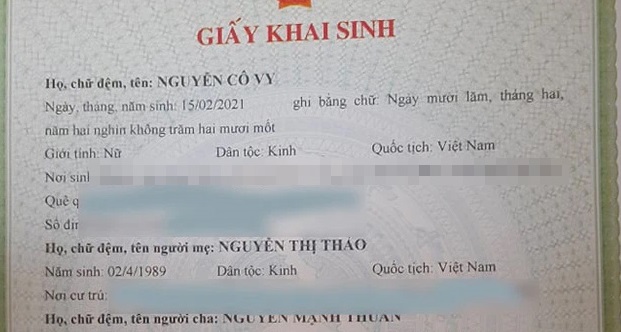 GIẤY KHAI SINH
Họ, chữ đệm, tên: NGUYỄN CÔ VY
Ngày, tháng, năm sinh: 15/02/2021 ghi bằng chữ: Ngày mười lăm, tháng hai,
năm hai nghìn không trăm hai mươi mốt
Giới tính: Nữ Dân tộc: Kinh Quốc tịch: Việt Nam
Nơi sinh
Quê
Số
Họ, chữ đệm, tên người mẹ: NGUYỄN THỊ THẢO
Năm sinh: 02/4/1989 Dân tộc: Kinh Quốc tịch: Việt Nam
Nơi cư trú:
Họ, chữ đệm, tên người cha: NGUYỄN MẠNH THUẦN